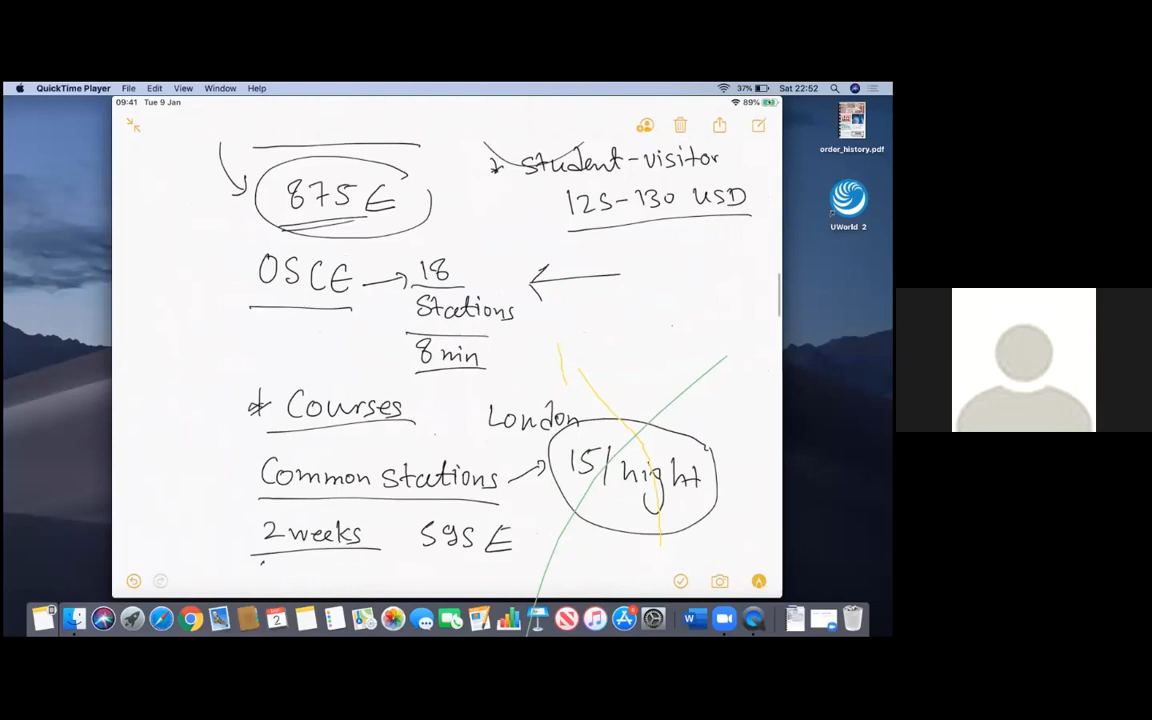 QuickTime Player File Edit View Window Help 37% Sat 22:52
09:41 Tue 9 Jan 89%
order_history.pdf
UWorld 2
* student-visitor
875 £
125-130 USD
OSCE → 18
Stations
8 min
* Courses
London
Common stations → 15/night
2 weeks 595 £